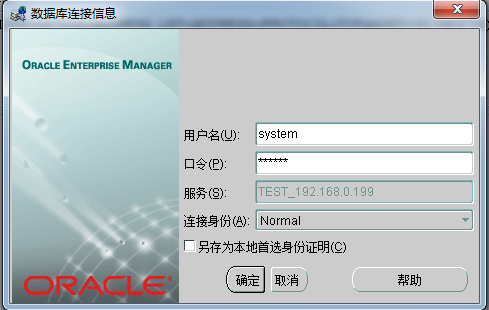 数据库连接信息
ORACLE ENTERPRISE MANAGER
用户名(U): system
口令(P): ******
服务(S): TEST_192.168.0.199
连接身份(A): Normal
另存为本地首选身份证明(C)
确定 取消 帮助
ORACLE